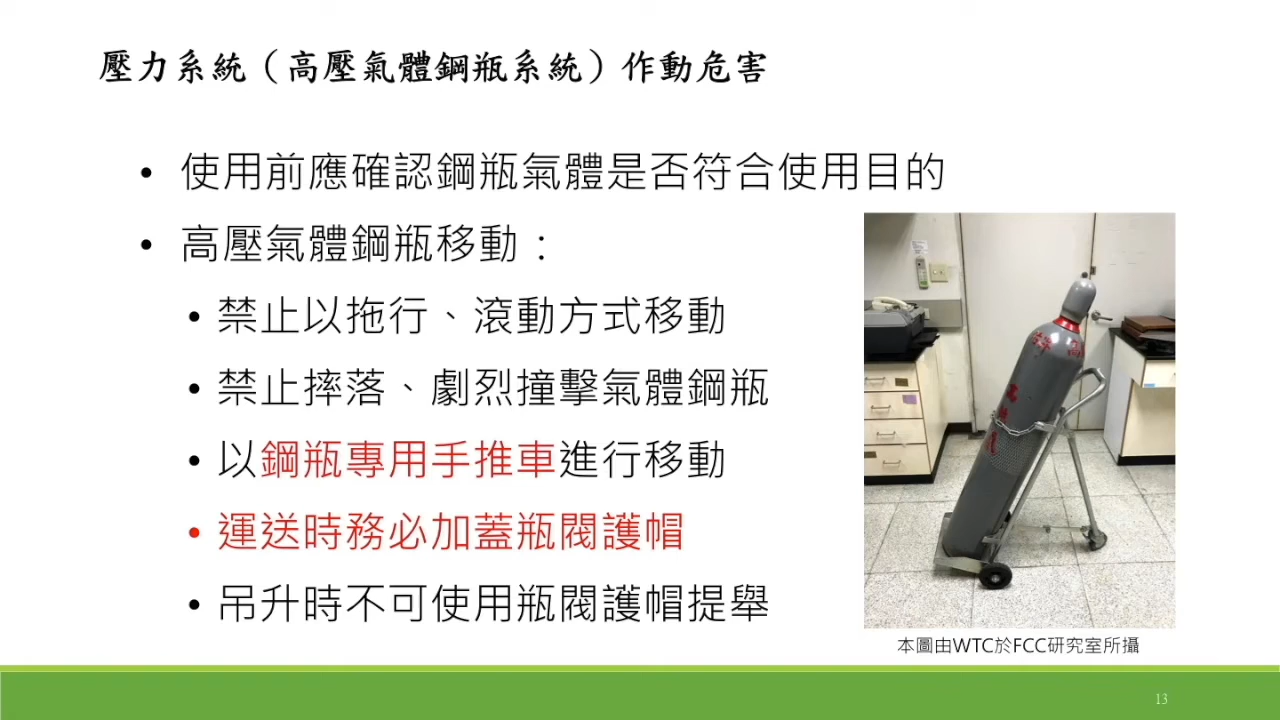 壓力系統（高壓氣體鋼瓶系統）作動危害
• 使用前應確認鋼瓶氣體是否符合使用目的
• 高壓氣體鋼瓶移動：
• 禁止以拖行、滾動方式移動
• 禁止摔落、劇烈撞擊氣體鋼瓶
• 以鋼瓶專用手推車進行移動
• 運送時務必加蓋瓶閥護帽
• 吊升時不可使用瓶閥護帽提舉
本圖由WTC於FCC研究室所攝
13